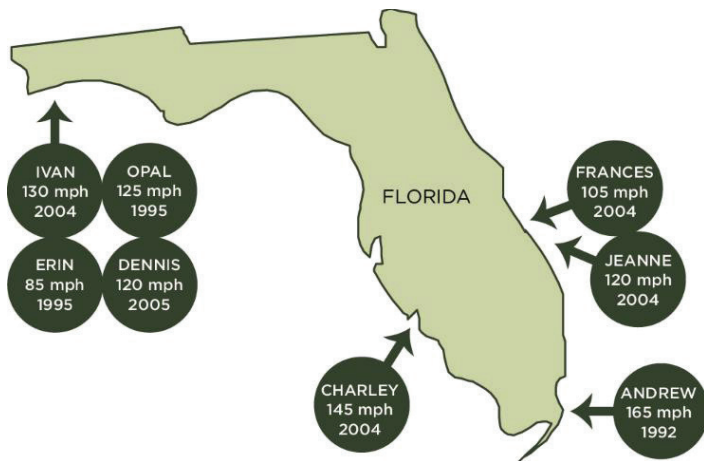 IVAN
130 mph
2004
OPAL
125 mph
1995
ERIN
85 mph
1995
DENNIS
120 mph
2005
FLORIDA
FRANCES
105 mph
2004
JEANNE
120 mph
2004
CHARLEY
145 mph
2004
ANDREW
165 mph
1992